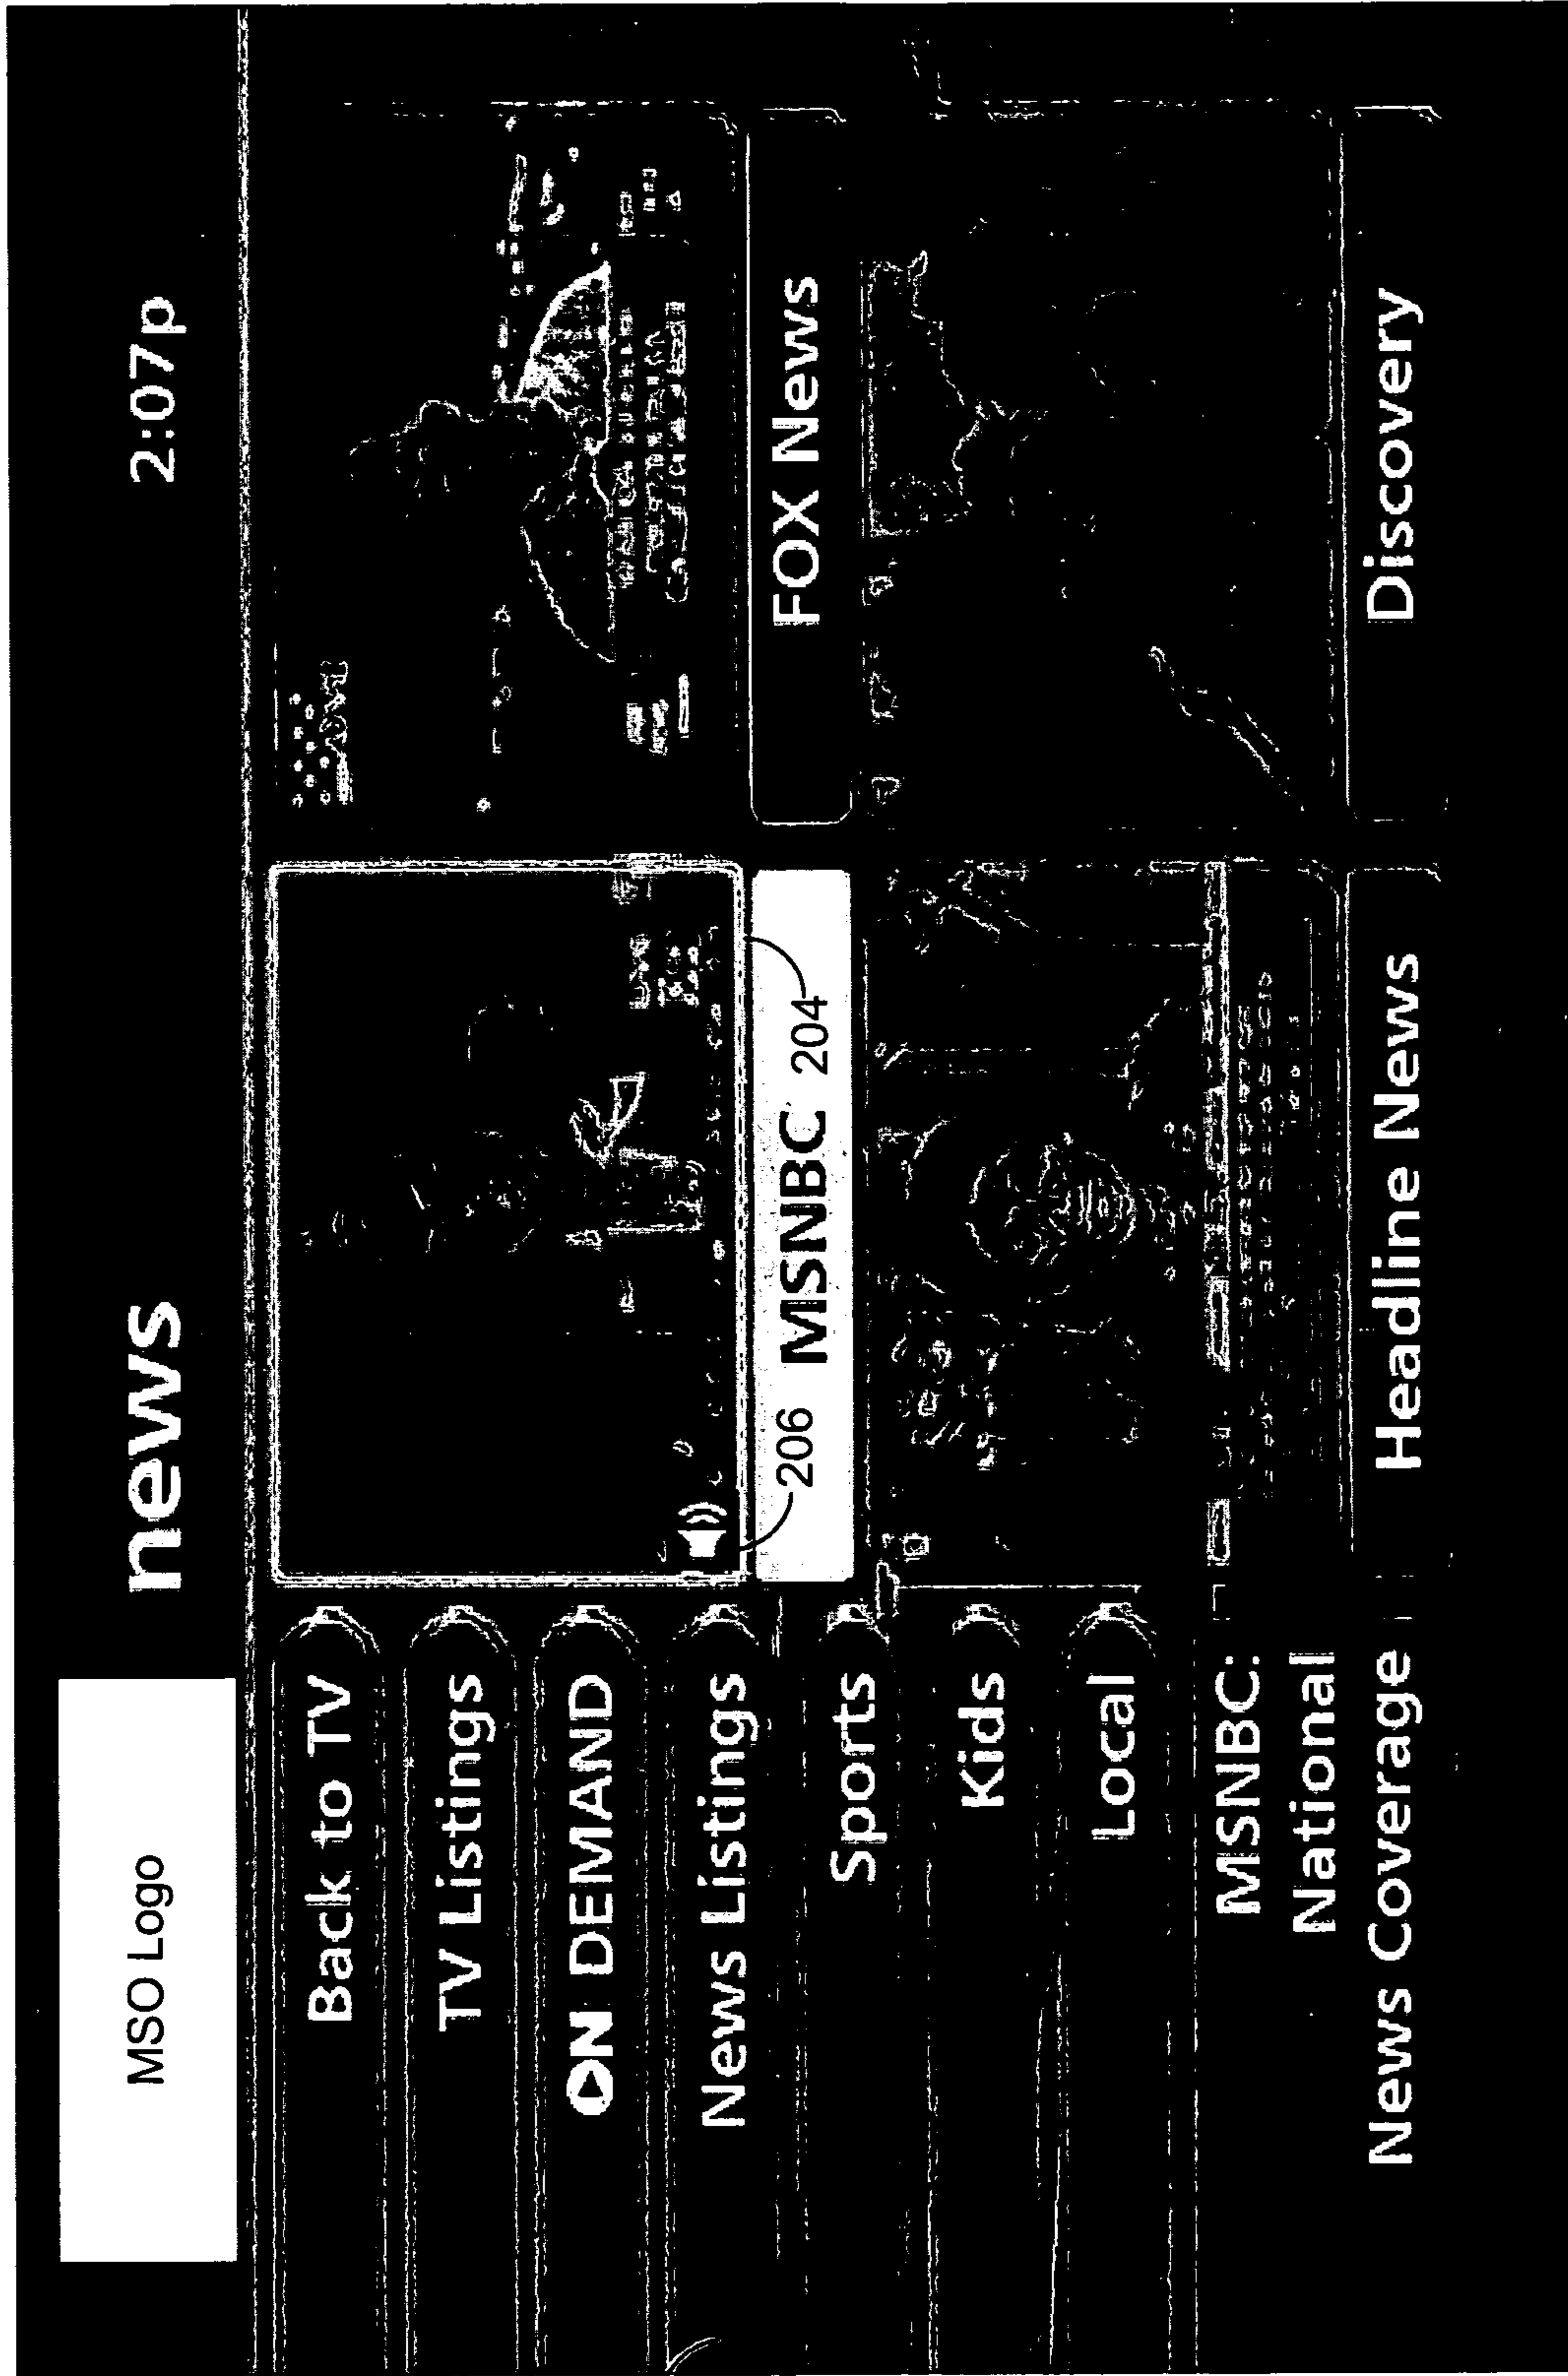 MSO Logo
news
2:07p
Back to TV
TV Listings
ON DEMAND
News Listings
Sports
Kids
Local
MSNBC:
National
News Coverage
206 MSNBC 204
FOX News
Headline News
Discovery